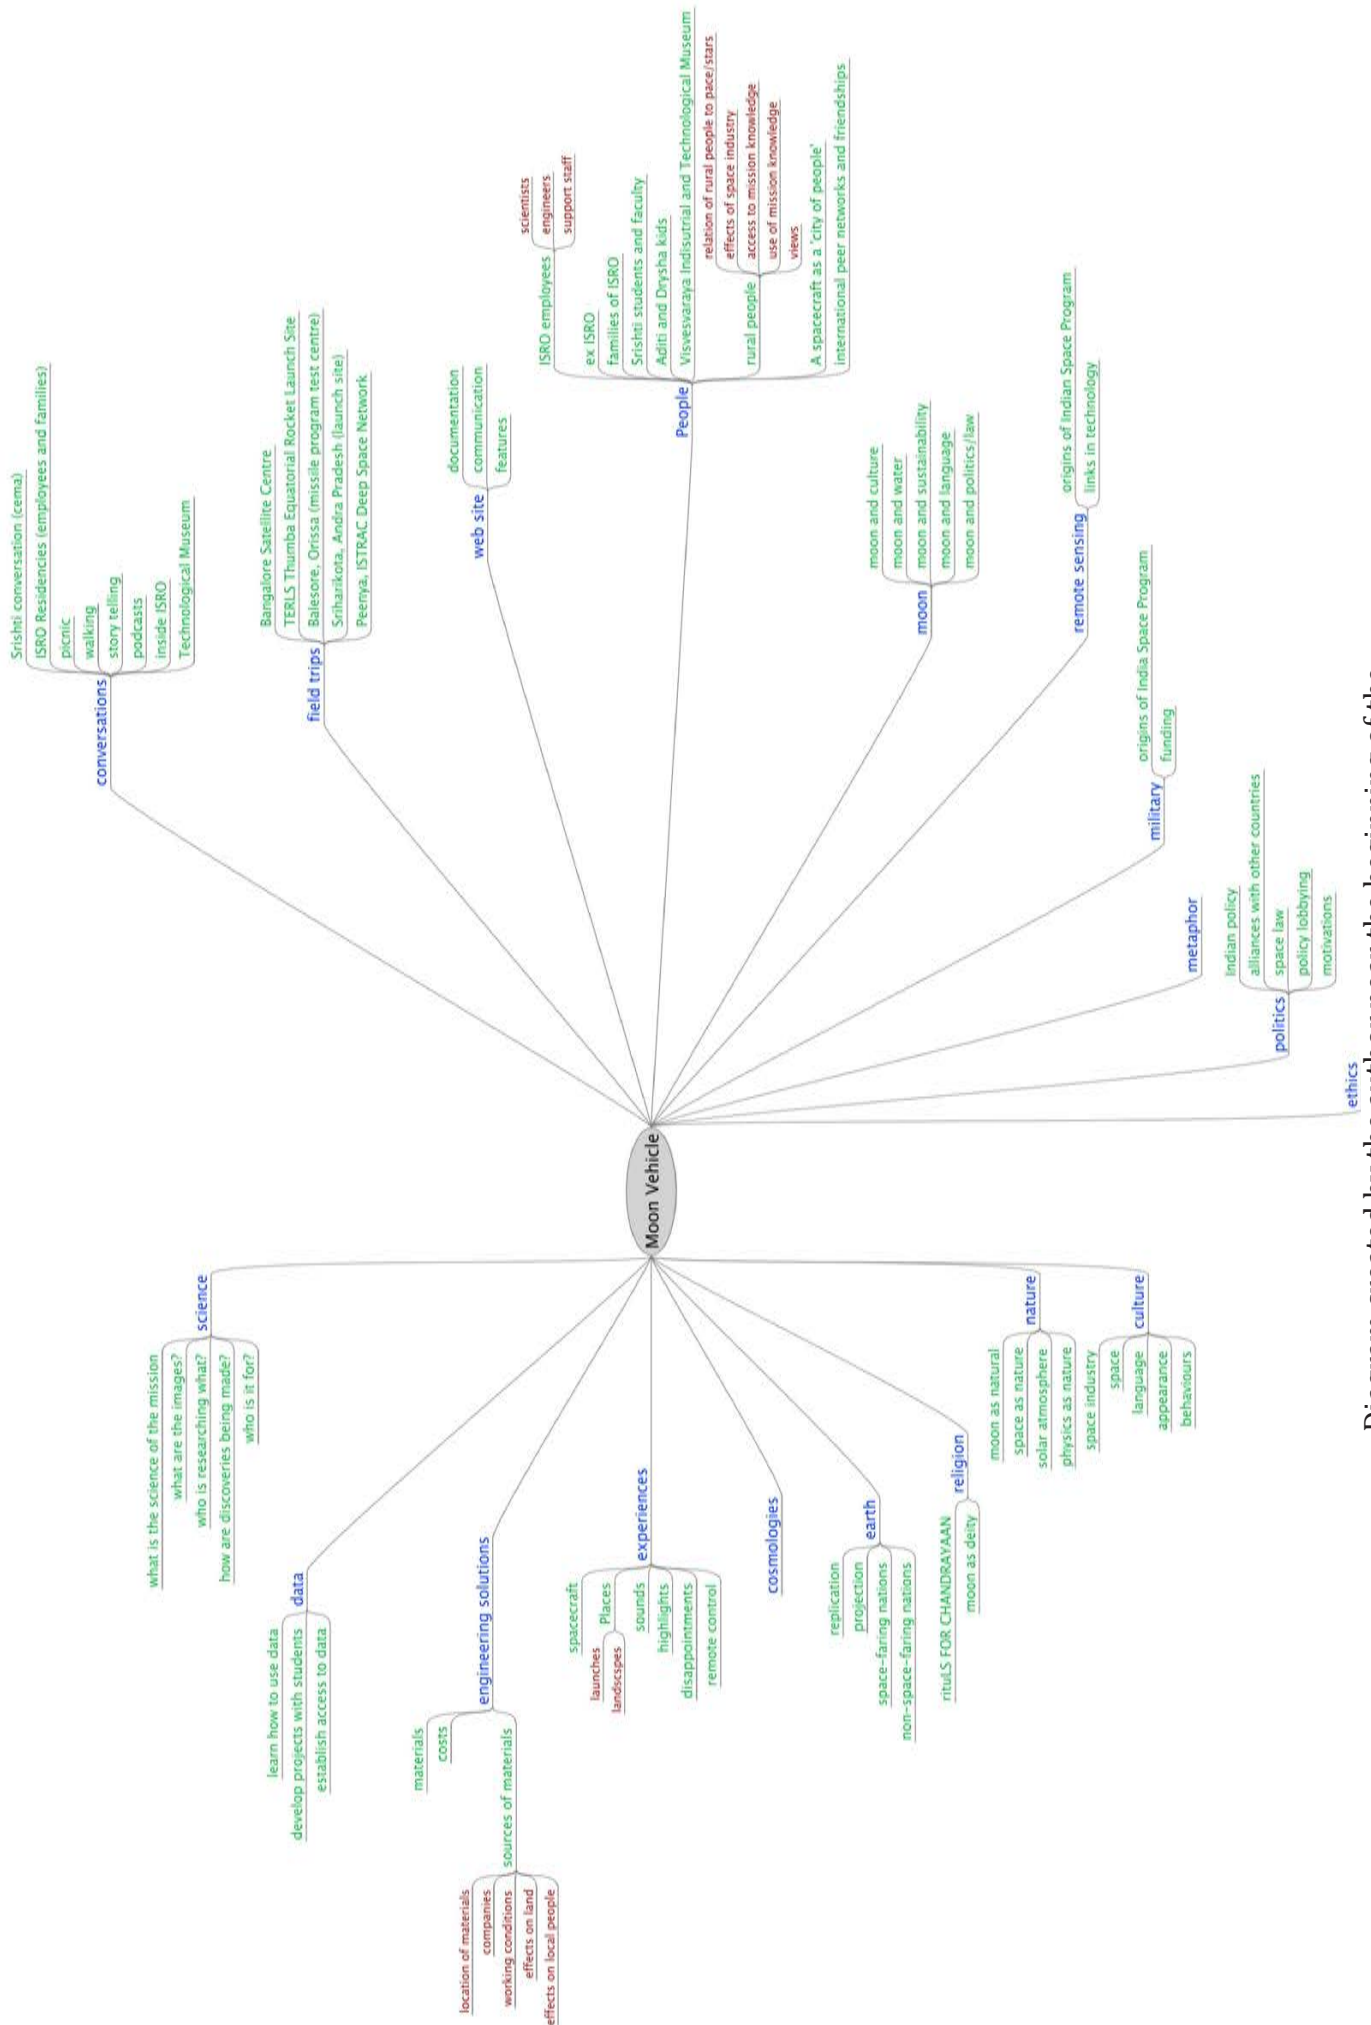 Moon Vehicle
conversations
Srishti conversation (cema)
ISRO Residencies (employees and families)
picnic
walking
story telling
podcasts
inside ISRO
Technological Museum
field trips
Bangalore Satellite Centre
TERLS Thumba Equatorial Rocket Launch Site
Balesore, Orissa (missile program test centre)
Sriharikota, Andra Pradesh (launch site)
Peenya, ISTRAC Deep Space Network
web site
documentation
communication
features
People
ISRO employees
scientists
engineers
support staff
ex ISRO
families of ISRO
Srishti students and faculty
Aditi and Drysha kids
Visvesvaraya Indisutrial and Technological Museum
rural people
relation of rural people to pace/stars
effects of space industry
access to mission knowledge
use of mission knowledge
views
A spacecraft as a 'city of people'
international peer networks and friendships
moon
moon and culture
moon and water
moon and sustainability
moon and language
moon and politics/law
remote sensing
origins of Indian Space Program
links in technology
military
origins of India Space Program
funding
metaphor
politics
Indian policy
alliances with other countries
space law
policy lobbying
motivations
ethics
science
what is the science of the mission
what are the images?
who is researching what?
how are discoveries being made?
who is it for?
data
learn how to use data
develop projects with students
establish access to data
engineering solutions
materials
costs
sources of materials
location of materials
companies
working conditions
effects on land
effects on local people
experiences
spacecraft
Places
launches
landscspes
sounds
highlights
disappointments
remote control
cosmologies
earth
replication
projection
space-faring nations
non-space-faring nations
religion
rituLS FOR CHANDRAYAAN
moon as deity
nature
moon as natural
space as nature
solar atmosphere
physics as nature
culture
space industry
space
language
appearance
behaviours